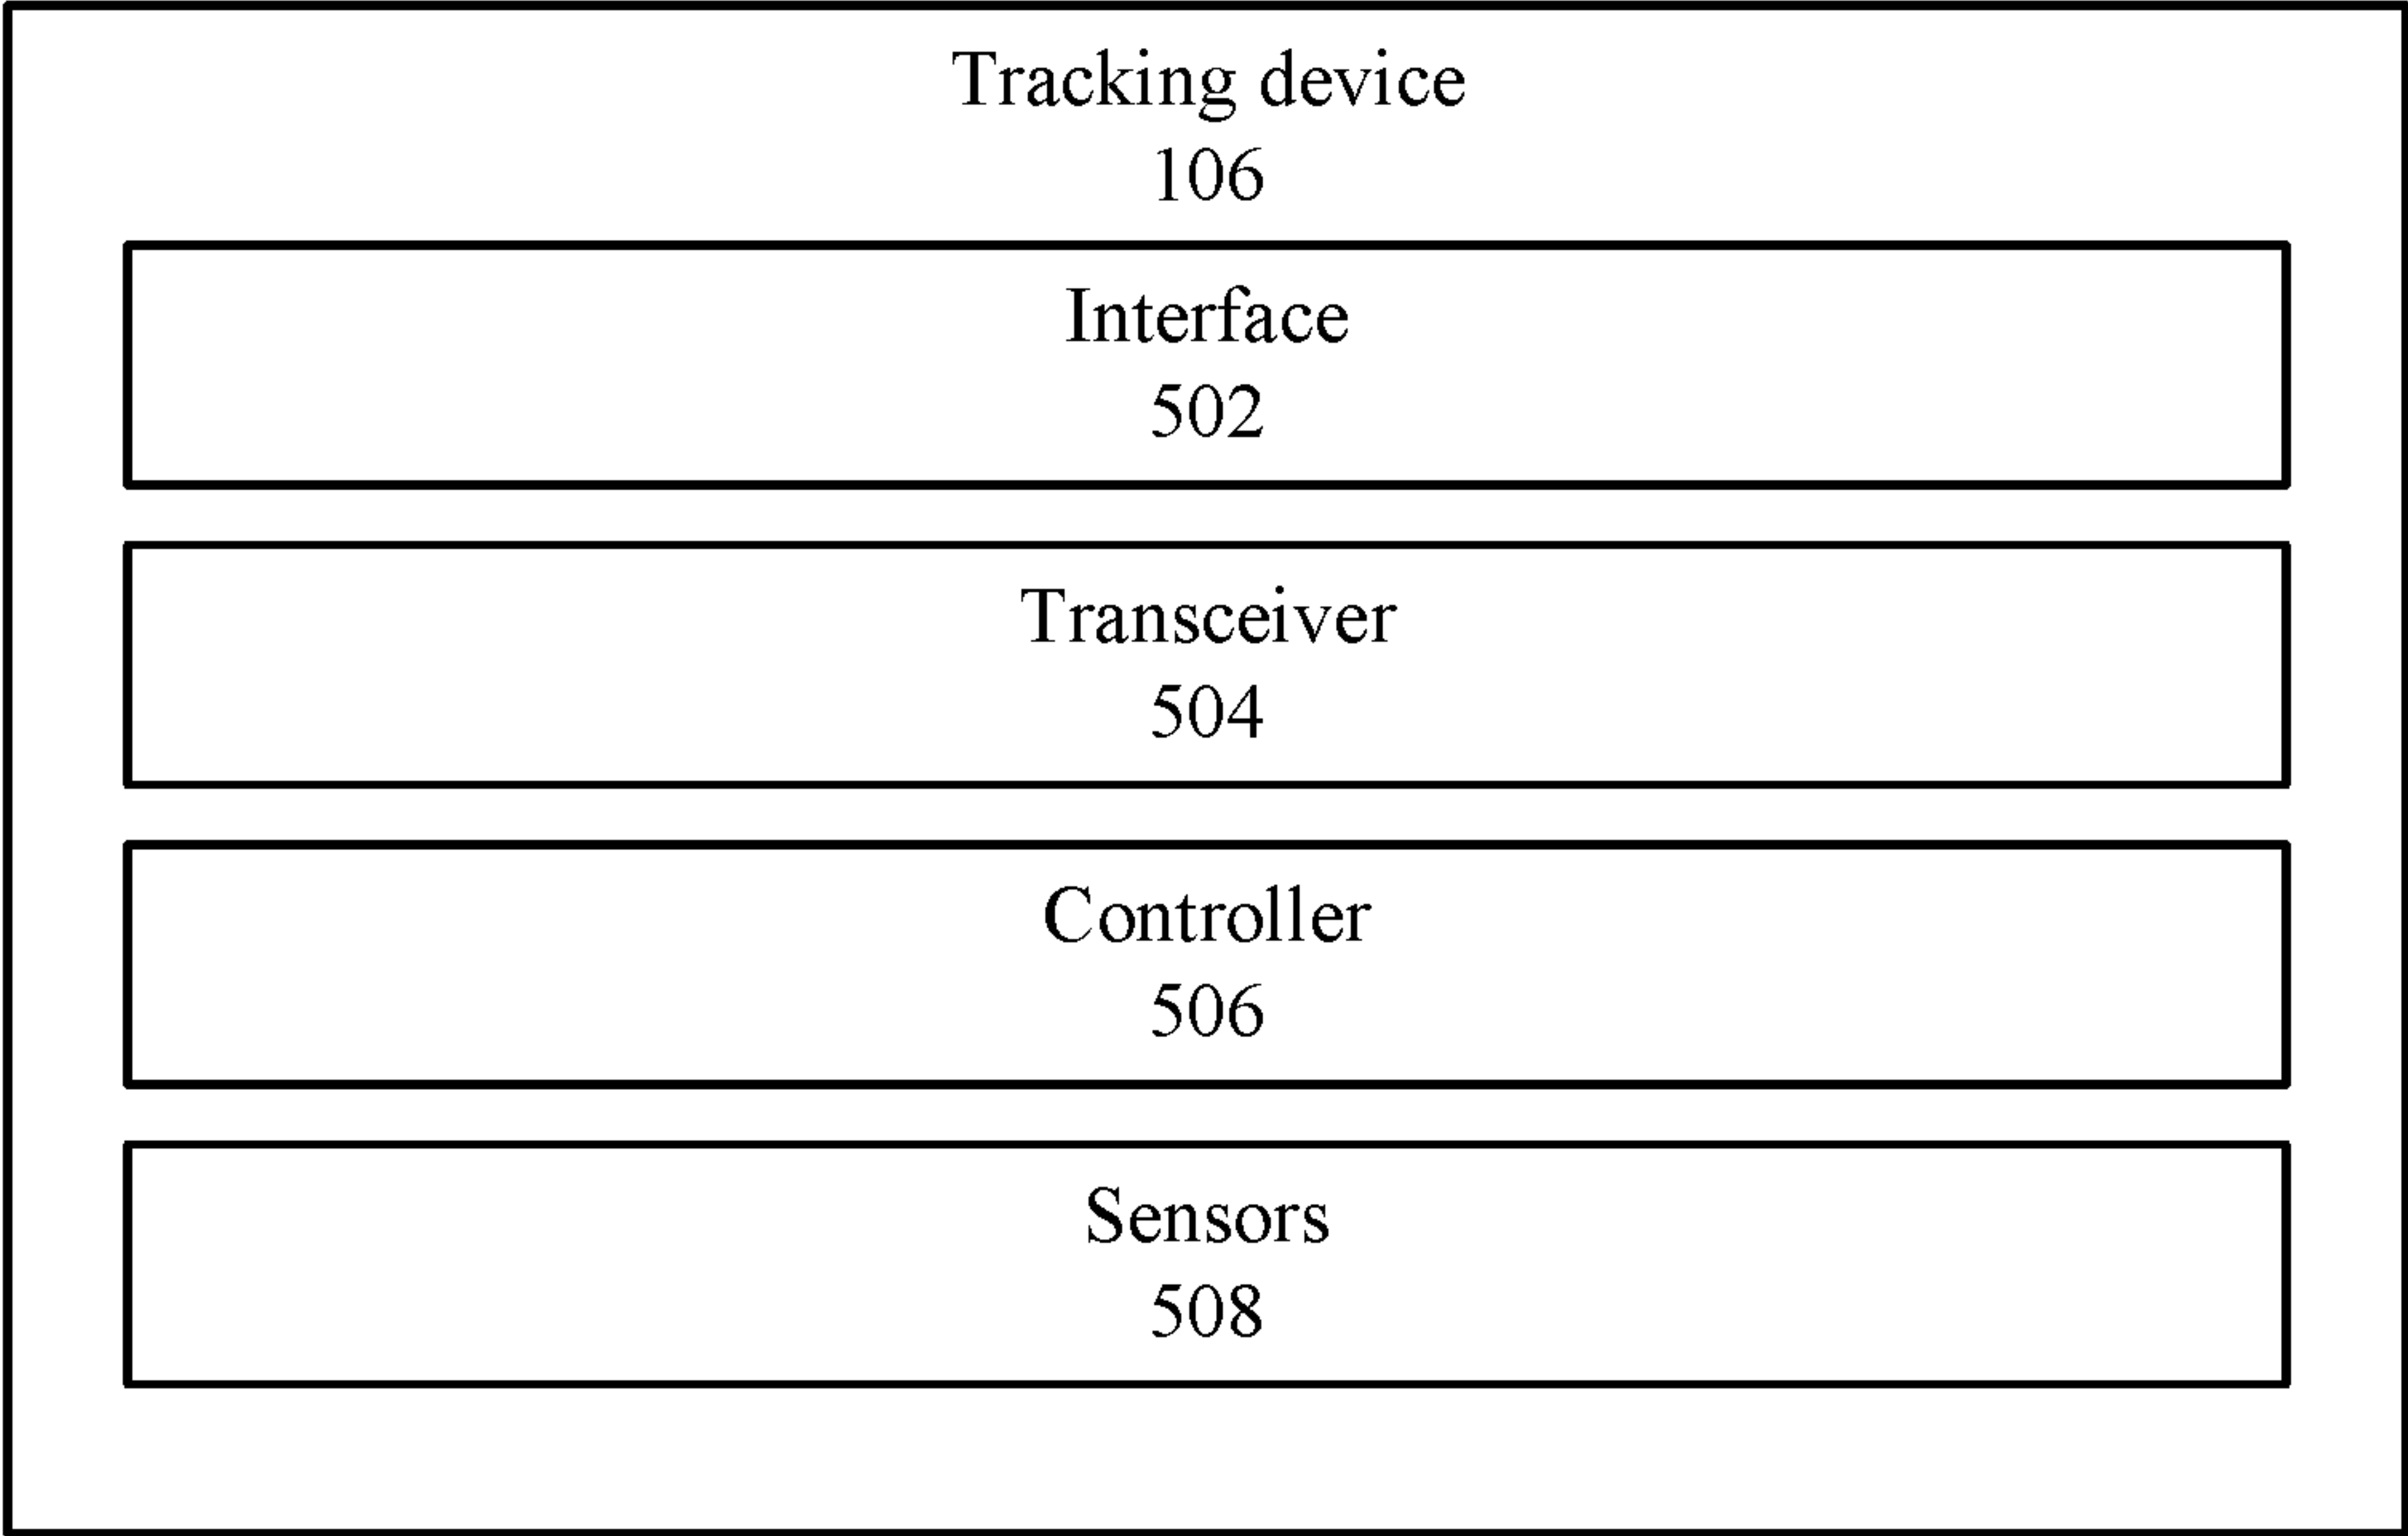 Tracking device
106
Interface
502
Transceiver
504
Controller
506
Sensors
508